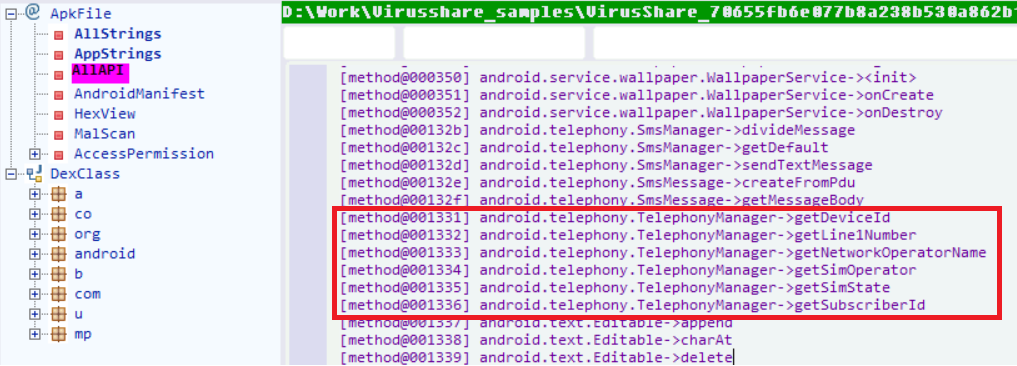 ApkFile
AllStrings
AppStrings
AllAPI
AndroidManifest
HexView
MalScan
AccessPermission
DexClass
a
co
org
android
b
com
u
mp
D:\Work\Virusshare_samples\VirusShare_70655fb6e077b8a238b530a862b
[method@000350] android.service.wallpaper.WallpaperService-><init>
[method@000351] android.service.wallpaper.WallpaperService->onCreate
[method@000352] android.service.wallpaper.WallpaperService->onDestroy
[method@00132b] android.telephony.SmsManager->divideMessage
[method@00132c] android.telephony.SmsManager->getDefault
[method@00132d] android.telephony.SmsManager->sendTextMessage
[method@00132e] android.telephony.SmsMessage->createFromPdu
[method@00132f] android.telephony.SmsMessage->getMessageBody
[method@001331] android.telephony.TelephonyManager->getDeviceId
[method@001332] android.telephony.TelephonyManager->getLine1Number
[method@001333] android.telephony.TelephonyManager->getNetworkOperatorName
[method@001334] android.telephony.TelephonyManager->getSimOperator
[method@001335] android.telephony.TelephonyManager->getSimState
[method@001336] android.telephony.TelephonyManager->getSubscriberId
[method@001337] android.text.Editable->append
[method@001338] android.text.Editable->charAt
[method@001339] android.text.Editable->delete